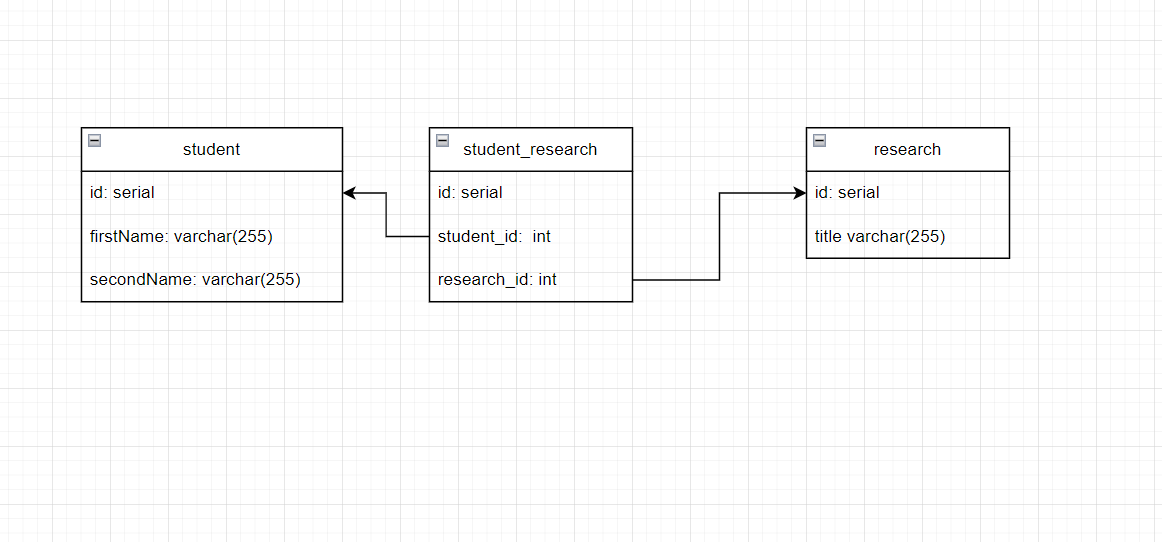 student
id: serial
firstName: varchar(255)
secondName: varchar(255)
student_research
id: serial
student_id:  int
research_id: int
research
id: serial
title varchar(255)